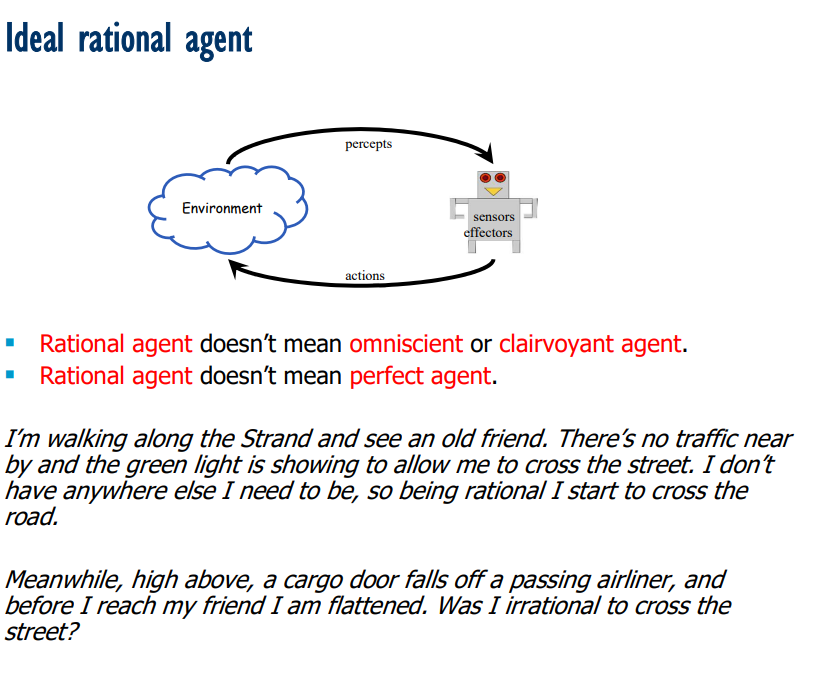 Ideal rational agent
percepts
Environment
sensors
effectors
actions
Rational agent doesn’t mean omniscient or clairvoyant agent.
Rational agent doesn’t mean perfect agent.
I’m walking along the Strand and see an old friend. There’s no traffic near
by and the green light is showing to allow me to cross the street. I don’t
have anywhere else I need to be, so being rational I start to cross the
road.
Meanwhile, high above, a cargo door falls off a passing airliner, and
before I reach my friend I am flattened. Was I irrational to cross the
street?